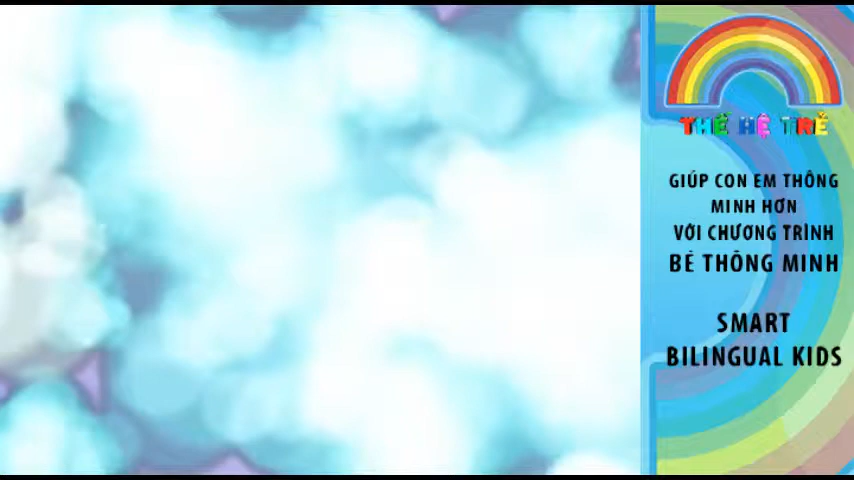 THẾ HỆ TRẺ
GIÚP CON EM THÔNG
MINH HƠN
VỚI CHƯƠNG TRÌNH
BÉ THÔNG MINH
SMART
BILINGUAL KIDS